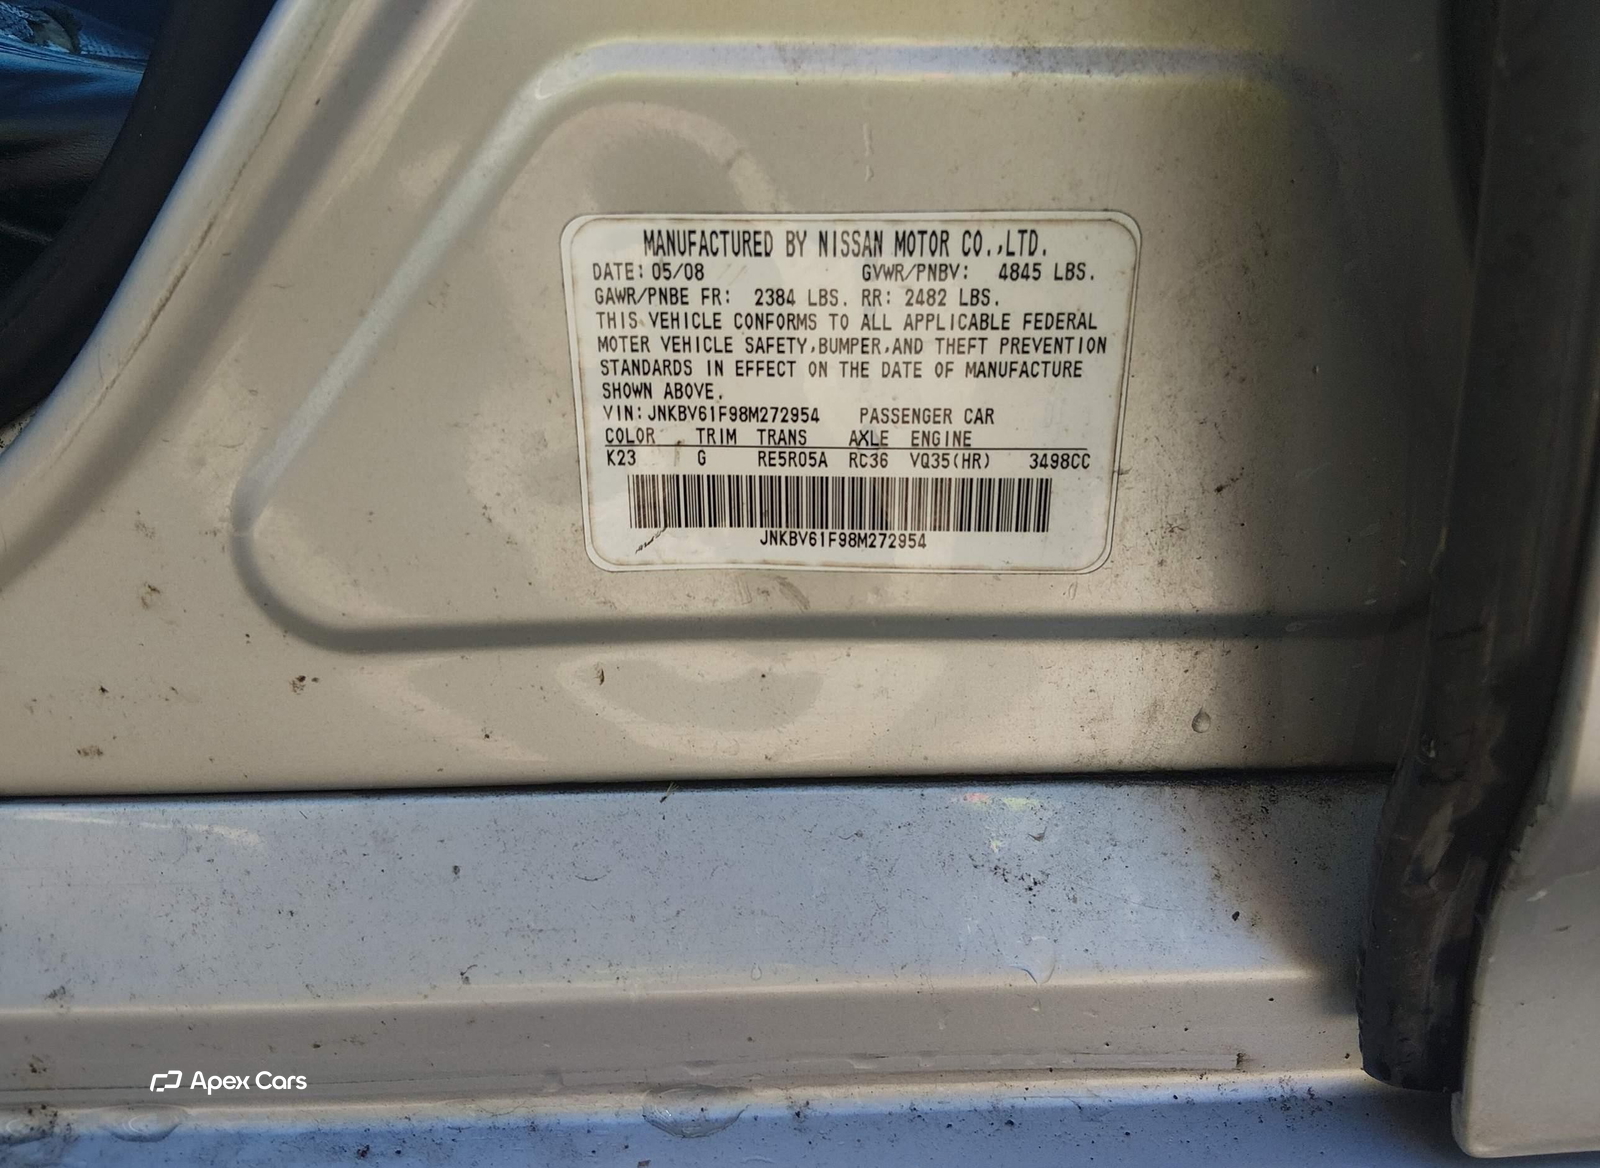 MANUFACTURED BY NISSAN MOTOR CO.,LTD.
DATE: 05/08 GVWR/PNBV: 4845 LBS.
GAWR/PNBE FR: 2384 LBS. RR: 2482 LBS.
THIS VEHICLE CONFORMS TO ALL APPLICABLE FEDERAL
MOTER VEHICLE SAFETY,BUMPER,AND THEFT PREVENTION
STANDARDS IN EFFECT ON THE DATE OF MANUFACTURE
SHOWN ABOVE.
VIN: JNKBV61F98M272954 PASSENGER CAR
COLOR TRIM TRANS AXLE ENGINE
K23 G RE5R05A RC36 VQ35(HR) 3498CC
JNKBV61F98M272954
Apex Cars